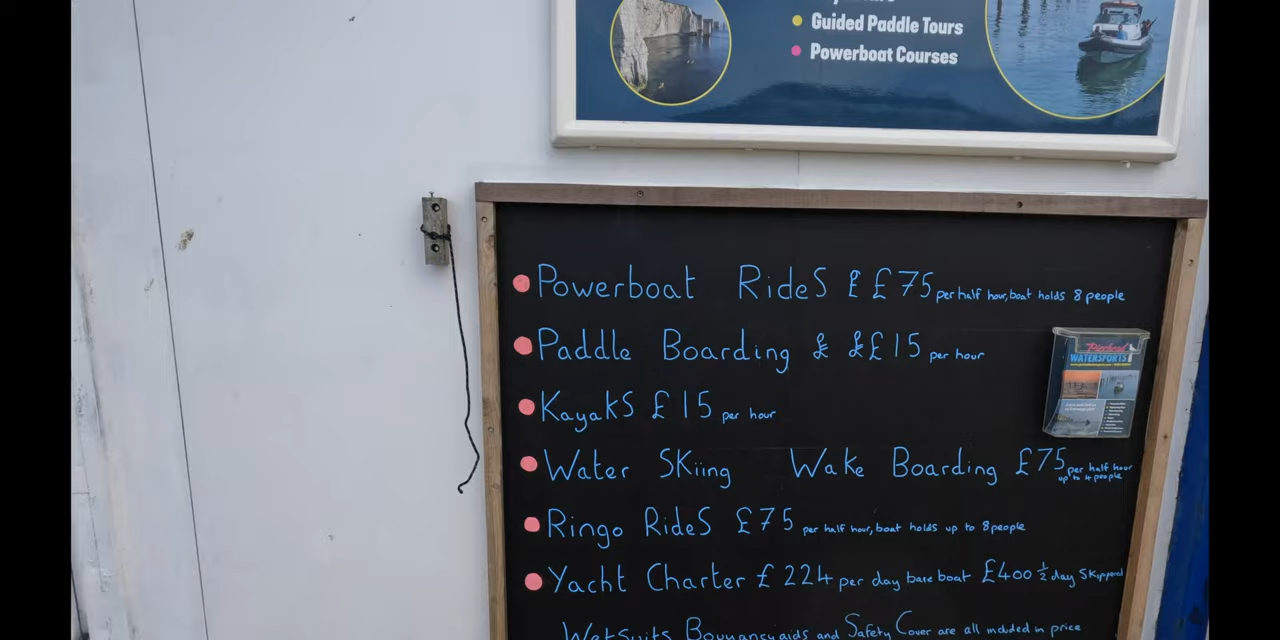 Guided Paddle Tours
Powerboat Courses
Powerboat RideS £ £75 per half hour, boat holds 8 people
Paddle Boarding £ £ £15 per hour
KayakS £15 per hour
Water SKiing Wake Boarding £75 per half hour
up to 4 people
Ringo RideS £75 per half hour, boat holds up to 8 people
Yacht Charter £224 per day bare boat £400 ½ day SKippered
WetSuits Bouyancy aids and Safety Cover are all included in price
WATERSPORTS